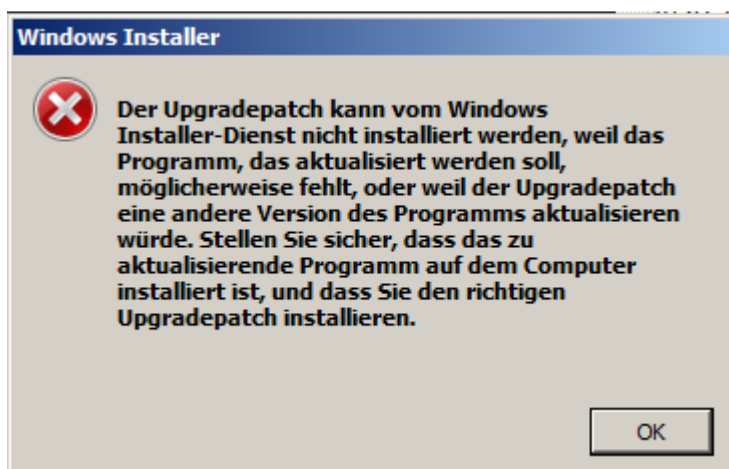 Windows Installer
Der Upgradepatch kann vom Windows
Installer-Dienst nicht installiert werden, weil das
Programm, das aktualisiert werden soll,
möglicherweise fehlt, oder weil der Upgradepatch
eine andere Version des Programms aktualisieren
würde. Stellen Sie sicher, dass das zu
aktualisierende Programm auf dem Computer
installiert ist, und dass Sie den richtigen
Upgradepatch installieren.
OK